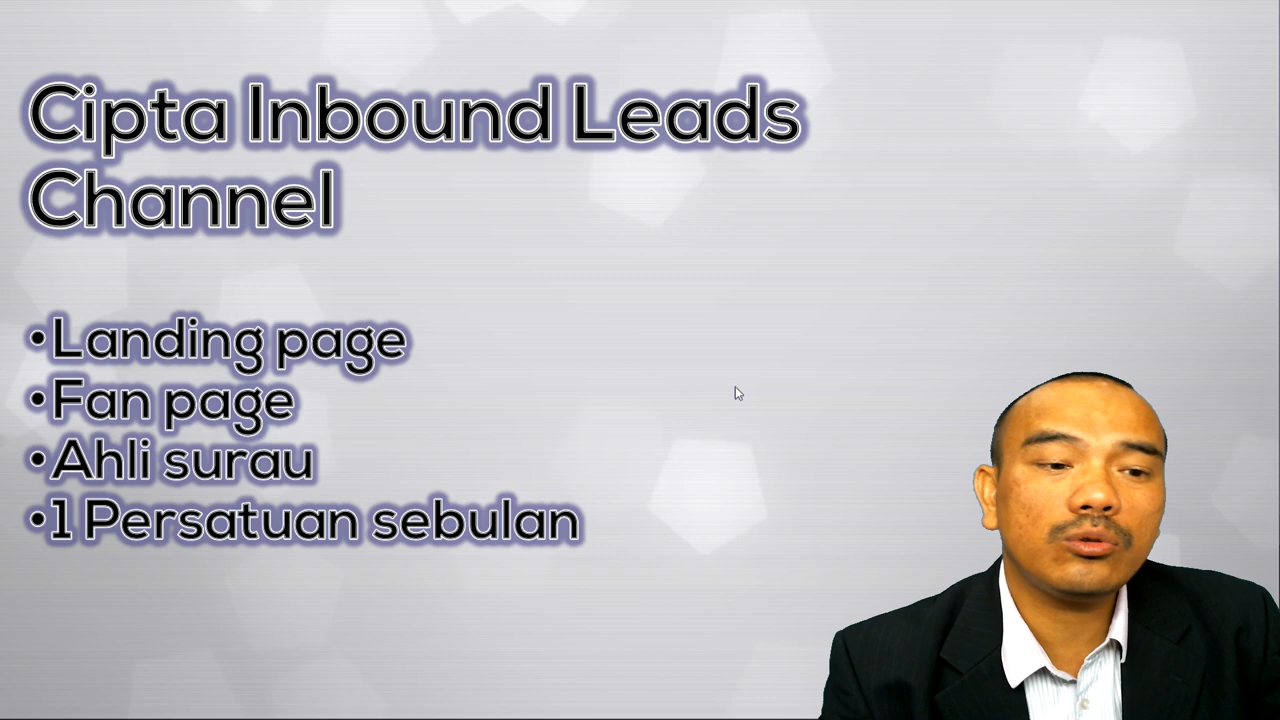 Cipta Inbound Leads
Channel
•Landing page
•Fan page
•Ahli surau
•1 Persatuan sebulan